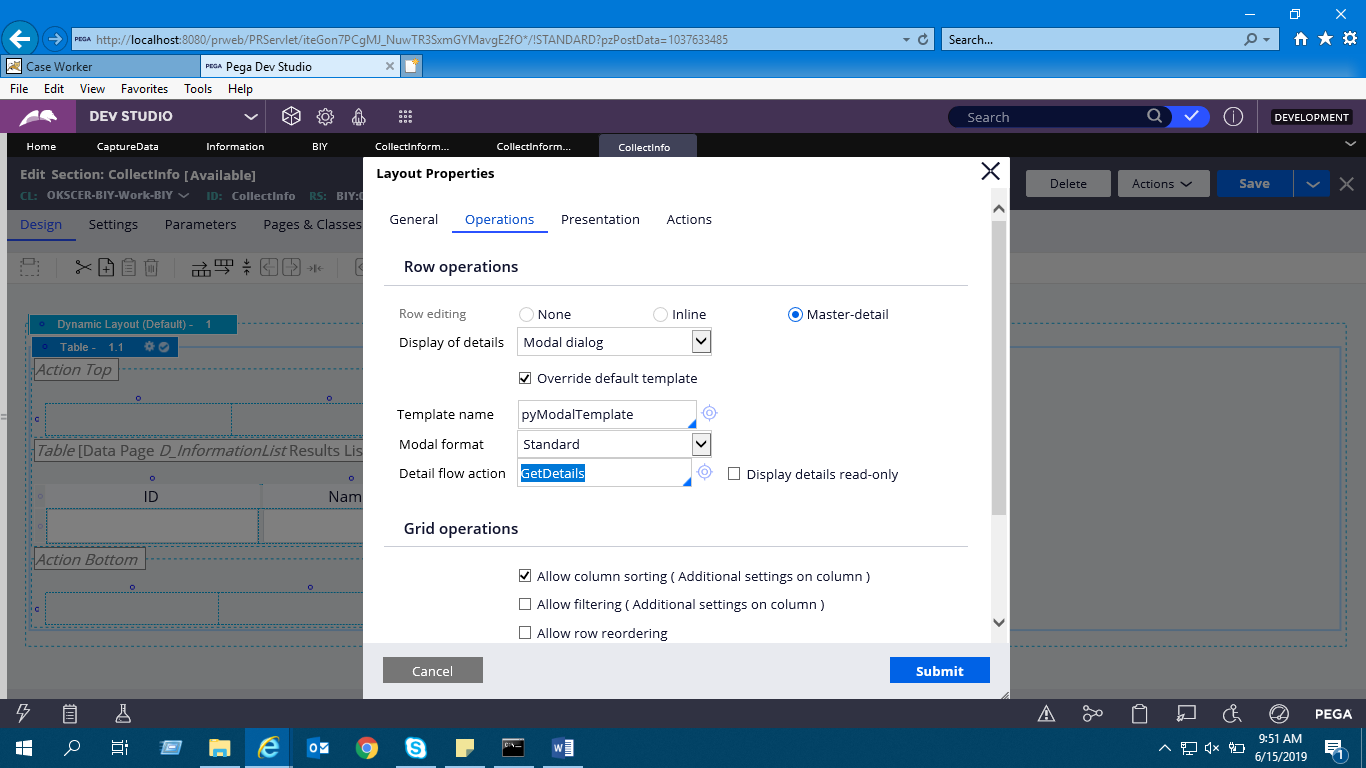 PEGA http://localhost:8080/prweb/PRServlet/iteGon7PCgMJ_NuwTR3SxmGYMavgE2fO*/!STANDARD?pzPostData=1037633485
Search...
Case Worker
PEGA Pega Dev Studio
File Edit View Favorites Tools Help
DEV STUDIO
Search
DEVELOPMENT
Home CaptureData Information BIY CollectInform... CollectInform... CollectInfo
Edit Section: CollectInfo [Available]
CL: OKSCER-BIY-Work-BIY ID: CollectInfo RS: BIY:
Delete Actions Save
Design Settings Parameters Pages & Classes
Layout Properties
General Operations Presentation Actions
Row operations
Row editing None Inline Master-detail
Display of details Modal dialog
Override default template
Template name pyModalTemplate
Modal format Standard
Detail flow action GetDetails Display details read-only
Grid operations
Allow column sorting ( Additional settings on column )
Allow filtering ( Additional settings on column )
Allow row reordering
Cancel Submit
Dynamic Layout (Default) - 1
Table - 1.1
Action Top
Table [Data Page D_InformationList Results Lis
ID Nam
Action Bottom
PEGA
9:51 AM
6/15/2019
1